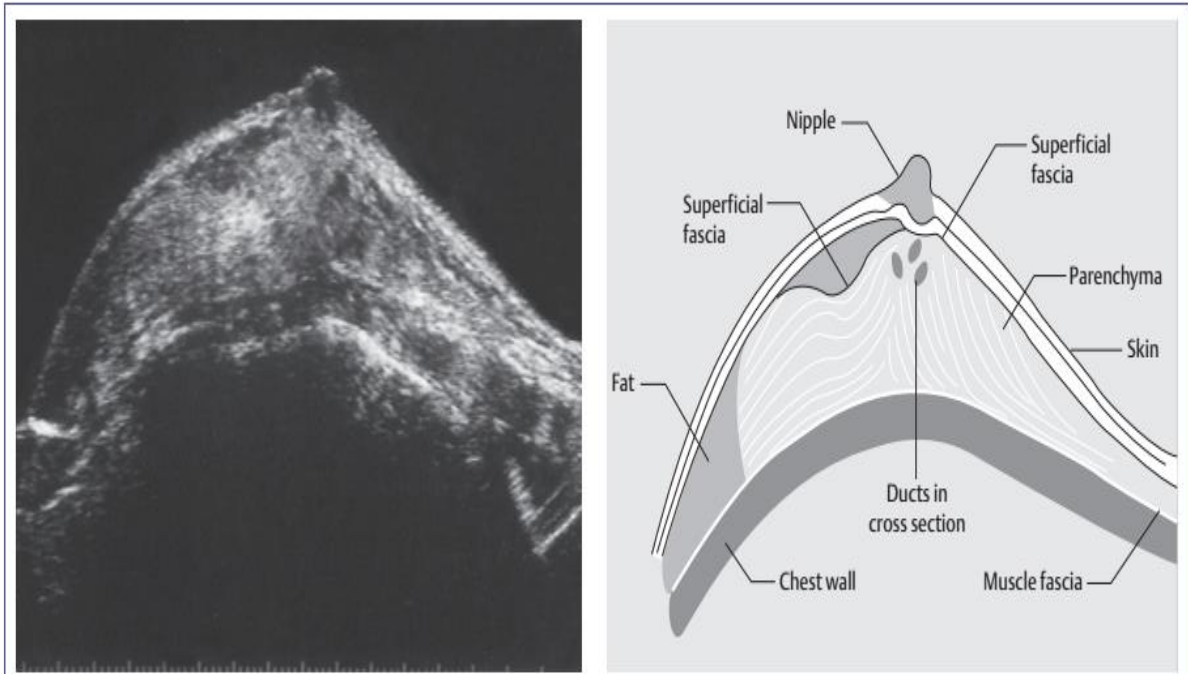 Nipple
Superficial
fascia
Superficial
fascia
Parenchyma
Skin
Fat
Ducts in
cross section
Chest wall
Muscle fascia